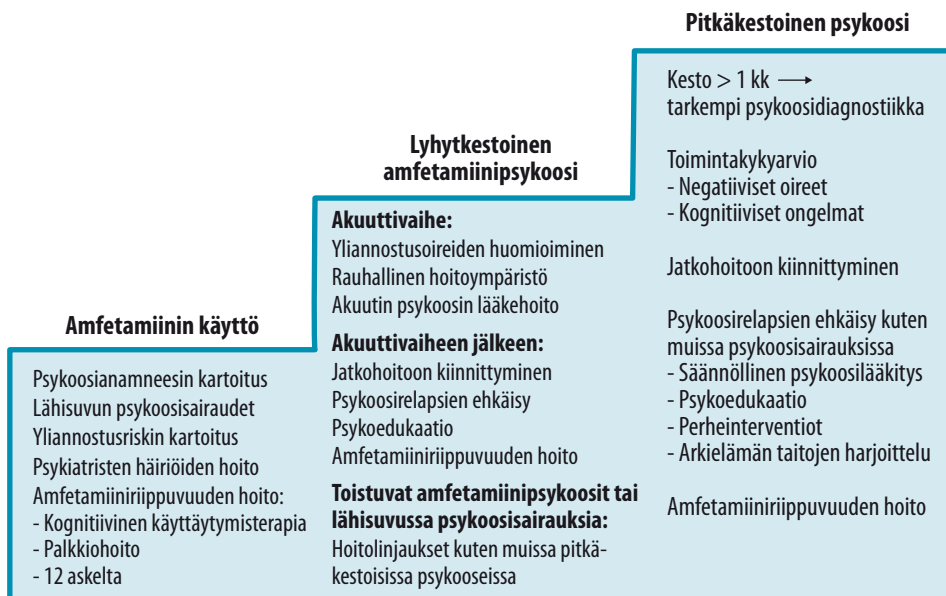 Amfetamiinin käyttö
Psykoosianamneesin kartoitus
Lähisuvun psykoosisairaudet
Yliannostusriskin kartoitus
Psykiatristen häiriöiden hoito
Amfetamiiniriippuvuuden hoito:
- Kognitiivinen käyttäytymisterapia
- Palkkiohoito
- 12 askelta
Lyhytkestoinen
amfetamiinipsykoosi
Akuuttivaihe:
Yliannostusoireiden huomioiminen
Rauhallinen hoitoympäristö
Akuutin psykoosin lääkehoito
Akuuttivaiheen jälkeen:
Jatkohoitoon kiinnittyminen
Psykoosirelapsien ehkäisy
Psykoedukaatio
Amfetamiiniriippuvuuden hoito
Toistuvat amfetamiinipsykoosit tai
lähisuvussa psykoosisairauksia:
Hoitolinjaukset kuten muissa pitkä-
kestoisissa psykooseissa
Pitkäkestoinen psykoosi
Kesto > 1 kk →
tarkempi psykoosidiagnostiikka
Toimintakykyarvio
- Negatiiviset oireet
- Kognitiiviset ongelmat
Jatkohoitoon kiinnittyminen
Psykoosirelapsien ehkäisy kuten
muissa psykoosisairauksissa
- Säännöllinen psykoosilääkitys
- Psykoedukaatio
- Perheinterventiot
- Arkielämän taitojen harjoittelu
Amfetamiiniriippuvuuden hoito